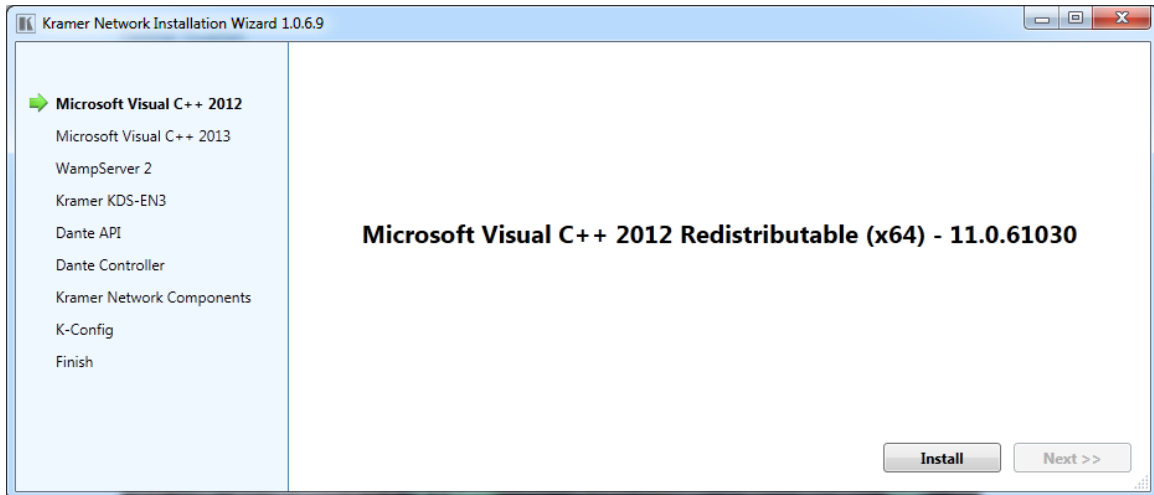 Kramer Network Installation Wizard 1.0.6.9
Microsoft Visual C++ 2012
Microsoft Visual C++ 2013
WampServer 2
Kramer KDS-EN3
Dante API
Dante Controller
Kramer Network Components
K-Config
Finish
Microsoft Visual C++ 2012 Redistributable (x64) - 11.0.61030
Install
Next >>